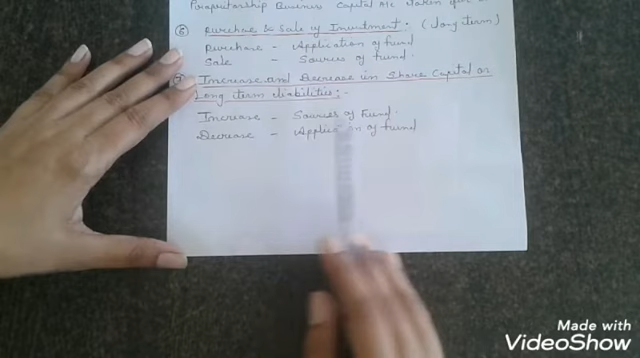 Proprietorship Business Capital A/c taken
⑥ Purchase & Sale of Investment:- (Long term)
Purchase - Application of fund
Sale - Sources of fund.
⑦ Increase and Decrease in Share Capital or
Long term liabilities:-
Increase - Sources of Fund.
Decrease - Application of fund
Made with
VideoShow